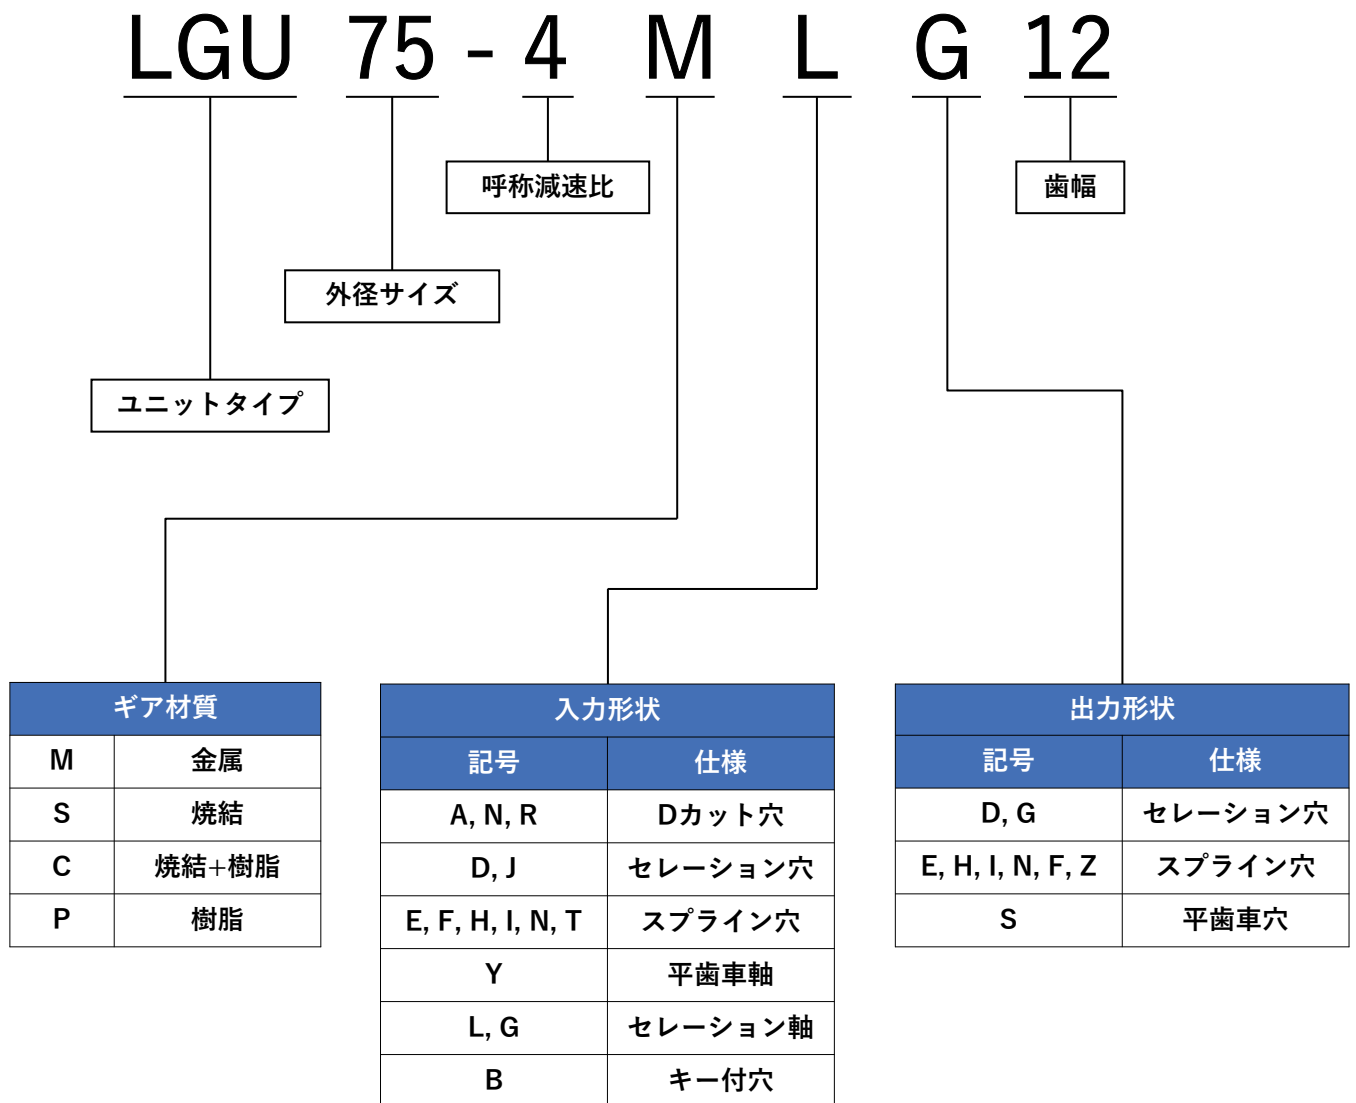 LGU 75 - 4 M L G 12
呼称減速比
歯幅
外径サイズ
ユニットタイプ
ギア材質
M 金属
S 焼結
C 焼結+樹脂
P 樹脂
入力形状
記号 仕様
A, N, R Dカット穴
D, J セレーション穴
E, F, H, I, N, T スプライン穴
Y 平歯車軸
L, G セレーション軸
B キー付穴
出力形状
記号 仕様
D, G セレーション穴
E, H, I, N, F, Z スプライン穴
S 平歯車穴